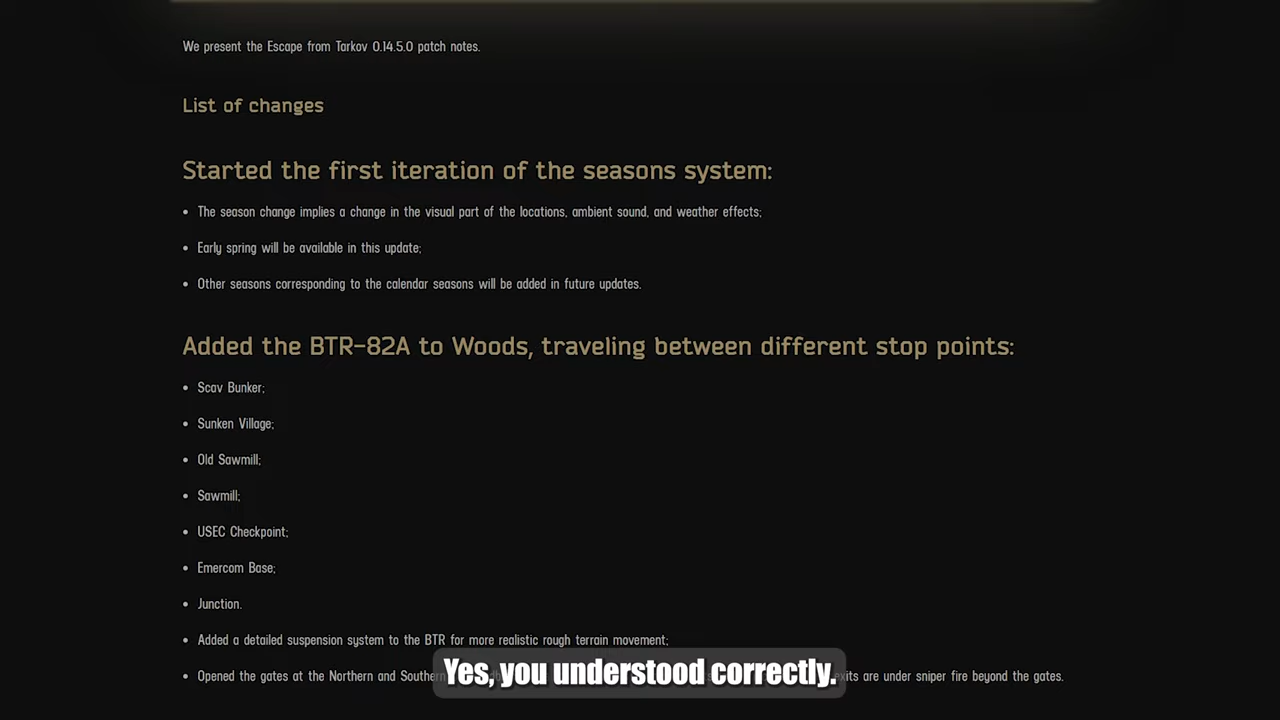 We present the Escape from Tarkov 0.14.5.0 patch notes.
List of changes
Started the first iteration of the seasons system:
• The season change implies a change in the visual part of the locations, ambient sound, and weather effects;
• Early spring will be available in this update;
• Other seasons corresponding to the calendar seasons will be added in future updates.
Added the BTR-82A to Woods, traveling between different stop points:
• Scav Bunker;
• Sunken Village;
• Old Sawmill;
• Sawmill;
• USEC Checkpoint;
• Emercom Base;
• Junction.
• Added a detailed suspension system to the BTR for more realistic rough terrain movement;
• Opened the gates at the Northern and Southern are under sniper fire beyond the gates.
Yes, you understood correctly.